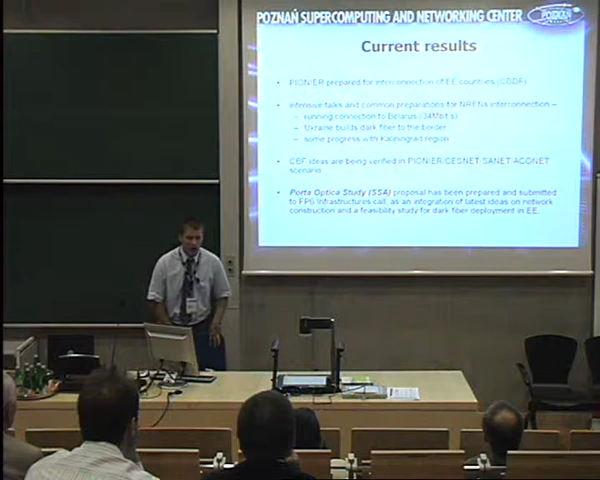 POZNAŃ SUPERCOMPUTING AND NETWORKING CENTER
POZNAŃ
Current results
• PIONIER prepared for interconnection of EE countries (CBDF)
• intensive talks and common preparations for NRENs interconnection –
– running connection to Belarus (34Mbit/s)
– Ukraine builds dark fiber to the border
– some progress with Kaliningrad region
• CBF ideas are being verified in PIONIER-CESNET-SANET-ACONET
scenario
• Porta Optica Study (SSA) proposal has been prepared and submitted
to FP6 Infrastructures call, as an integration of latest ideas on network
construction and a feasibility study for dark fiber deployment in EE.